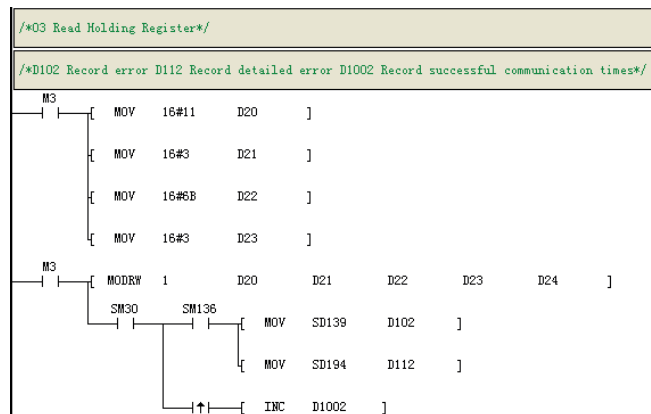 /*03 Read Holding Register*/
/*D102 Record error D112 Record detailed error D1002 Record successful communication times*/
M3
[ MOV 16#11 D20 ]
[ MOV 16#3 D21 ]
[ MOV 16#6B D22 ]
[ MOV 16#3 D23 ]
M3
[ MODRW 1 D20 D21 D22 D23 D24 ]
SM30 SM136
[ MOV SD139 D102 ]
[ MOV SD194 D112 ]
[ INC D1002 ]